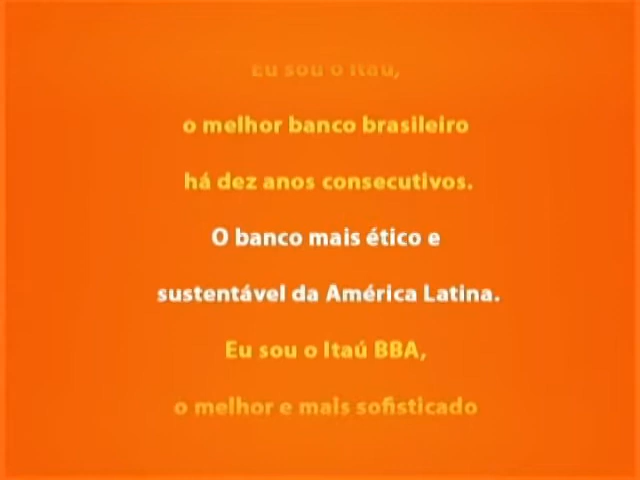 Eu sou o Itaú,
o melhor banco brasileiro
há dez anos consecutivos.
O banco mais ético e
sustentável da América Latina.
Eu sou o Itaú BBA,
o melhor e mais sofisticado